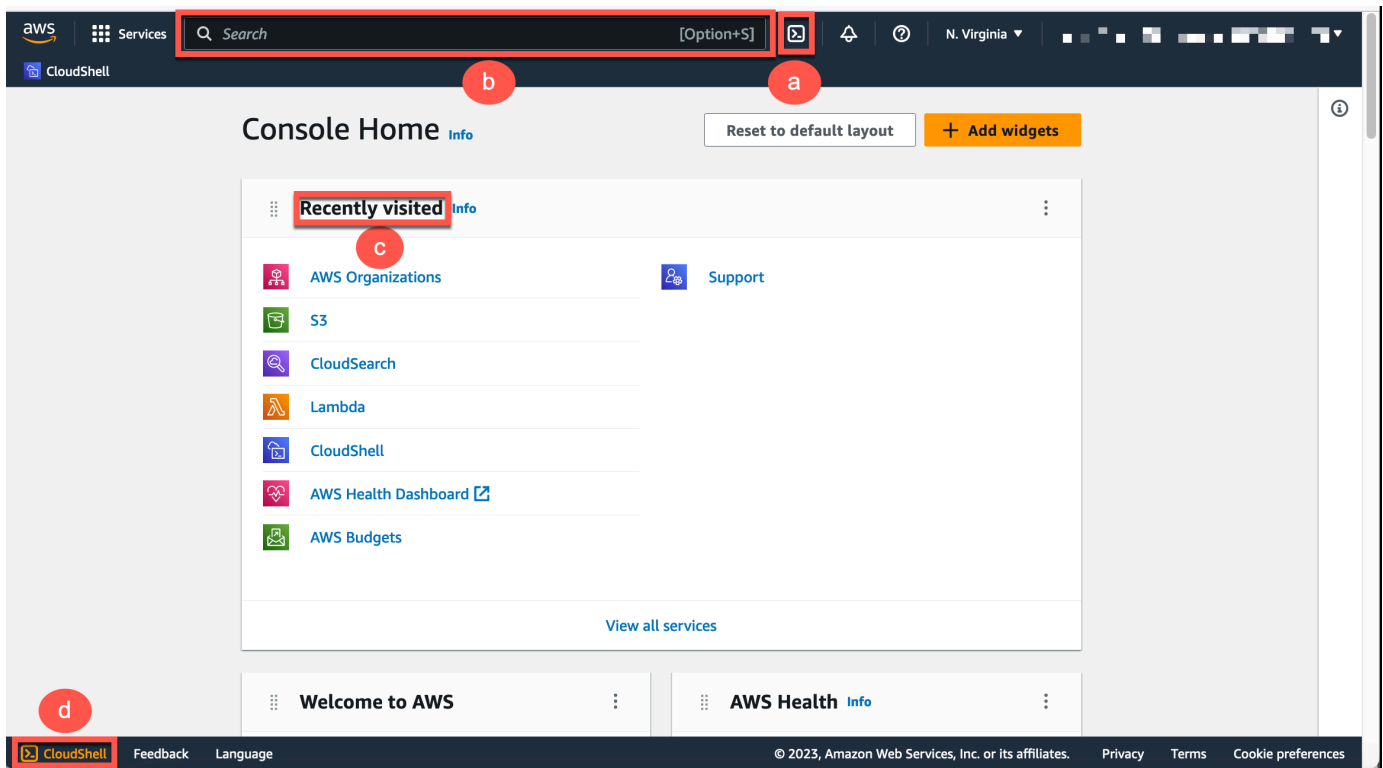 aws Services Search [Option+S] N. Virginia
CloudShell
b
a
Console Home Info
Reset to default layout
+ Add widgets
Recently visited Info
c
AWS Organizations
Support
S3
CloudSearch
Lambda
CloudShell
AWS Health Dashboard
AWS Budgets
View all services
Welcome to AWS
AWS Health Info
d
CloudShell Feedback Language © 2023, Amazon Web Services, Inc. or its affiliates. Privacy Terms Cookie preferences